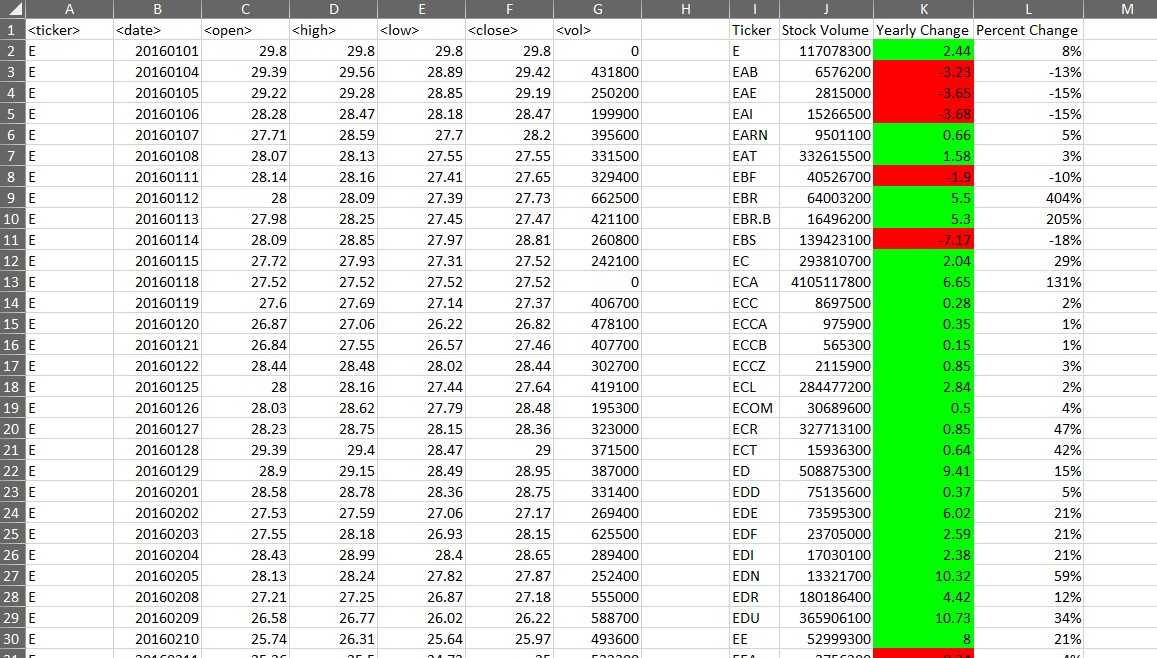 A B C D E F G H I J K L M
1 <ticker> <date> <open> <high> <low> <close> <vol> Ticker Stock Volume Yearly Change Percent Change
2 E 20160101 29.8 29.8 29.8 29.8 0 E 117078300 2.44 8%
3 E 20160104 29.39 29.56 28.89 29.42 431800 EAB 6576200 -3.23 -13%
4 E 20160105 29.22 29.28 28.85 29.19 250200 EAE 2815000 -3.65 -15%
5 E 20160106 28.28 28.47 28.18 28.47 199900 EAI 15266500 -3.68 -15%
6 E 20160107 27.71 28.59 27.7 28.2 395600 EARN 9501100 0.66 5%
7 E 20160108 28.07 28.13 27.55 27.55 331500 EAT 332615500 1.58 3%
8 E 20160111 28.14 28.16 27.41 27.65 329400 EBF 40526700 -1.9 -10%
9 E 20160112 28 28.09 27.39 27.73 662500 EBR 64003200 5.5 404%
10 E 20160113 27.98 28.25 27.45 27.47 421100 EBR.B 16496200 5.3 205%
11 E 20160114 28.09 28.85 27.97 28.81 260800 EBS 139423100 -7.17 -18%
12 E 20160115 27.72 27.93 27.31 27.52 242100 EC 293810700 2.04 29%
13 E 20160118 27.52 27.52 27.52 27.52 0 ECA 4105117800 6.65 131%
14 E 20160119 27.6 27.69 27.14 27.37 406700 ECC 8697500 0.28 2%
15 E 20160120 26.87 27.06 26.22 26.82 478100 ECCA 975900 0.35 1%
16 E 20160121 26.84 27.55 26.57 27.46 407700 ECCB 565300 0.15 1%
17 E 20160122 28.44 28.48 28.02 28.44 302700 ECCZ 2115900 0.85 3%
18 E 20160125 28 28.16 27.44 27.64 419100 ECL 284477200 2.84 2%
19 E 20160126 28.03 28.62 27.79 28.48 195300 ECOM 30689600 0.5 4%
20 E 20160127 28.23 28.75 28.15 28.36 323000 ECR 327713100 0.85 47%
21 E 20160128 29.39 29.4 28.47 29 371500 ECT 15936300 0.64 42%
22 E 20160129 28.9 29.15 28.49 28.95 387000 ED 508875300 9.41 15%
23 E 20160201 28.58 28.78 28.36 28.75 331400 EDD 75135600 0.37 5%
24 E 20160202 27.53 27.59 27.06 27.17 269400 EDE 73595300 6.02 21%
25 E 20160203 27.55 28.18 26.93 28.15 625500 EDF 23705000 2.59 21%
26 E 20160204 28.43 28.99 28.4 28.65 289400 EDI 17030100 2.38 21%
27 E 20160205 28.13 28.24 27.82 27.87 252400 EDN 13321700 10.32 59%
28 E 20160208 27.21 27.25 26.87 27.18 555000 EDR 180186400 4.42 12%
29 E 20160209 26.58 26.77 26.02 26.22 588700 EDU 365906100 10.73 34%
30 E 20160210 25.74 26.31 25.64 25.97 493600 EE 52999300 8 21%